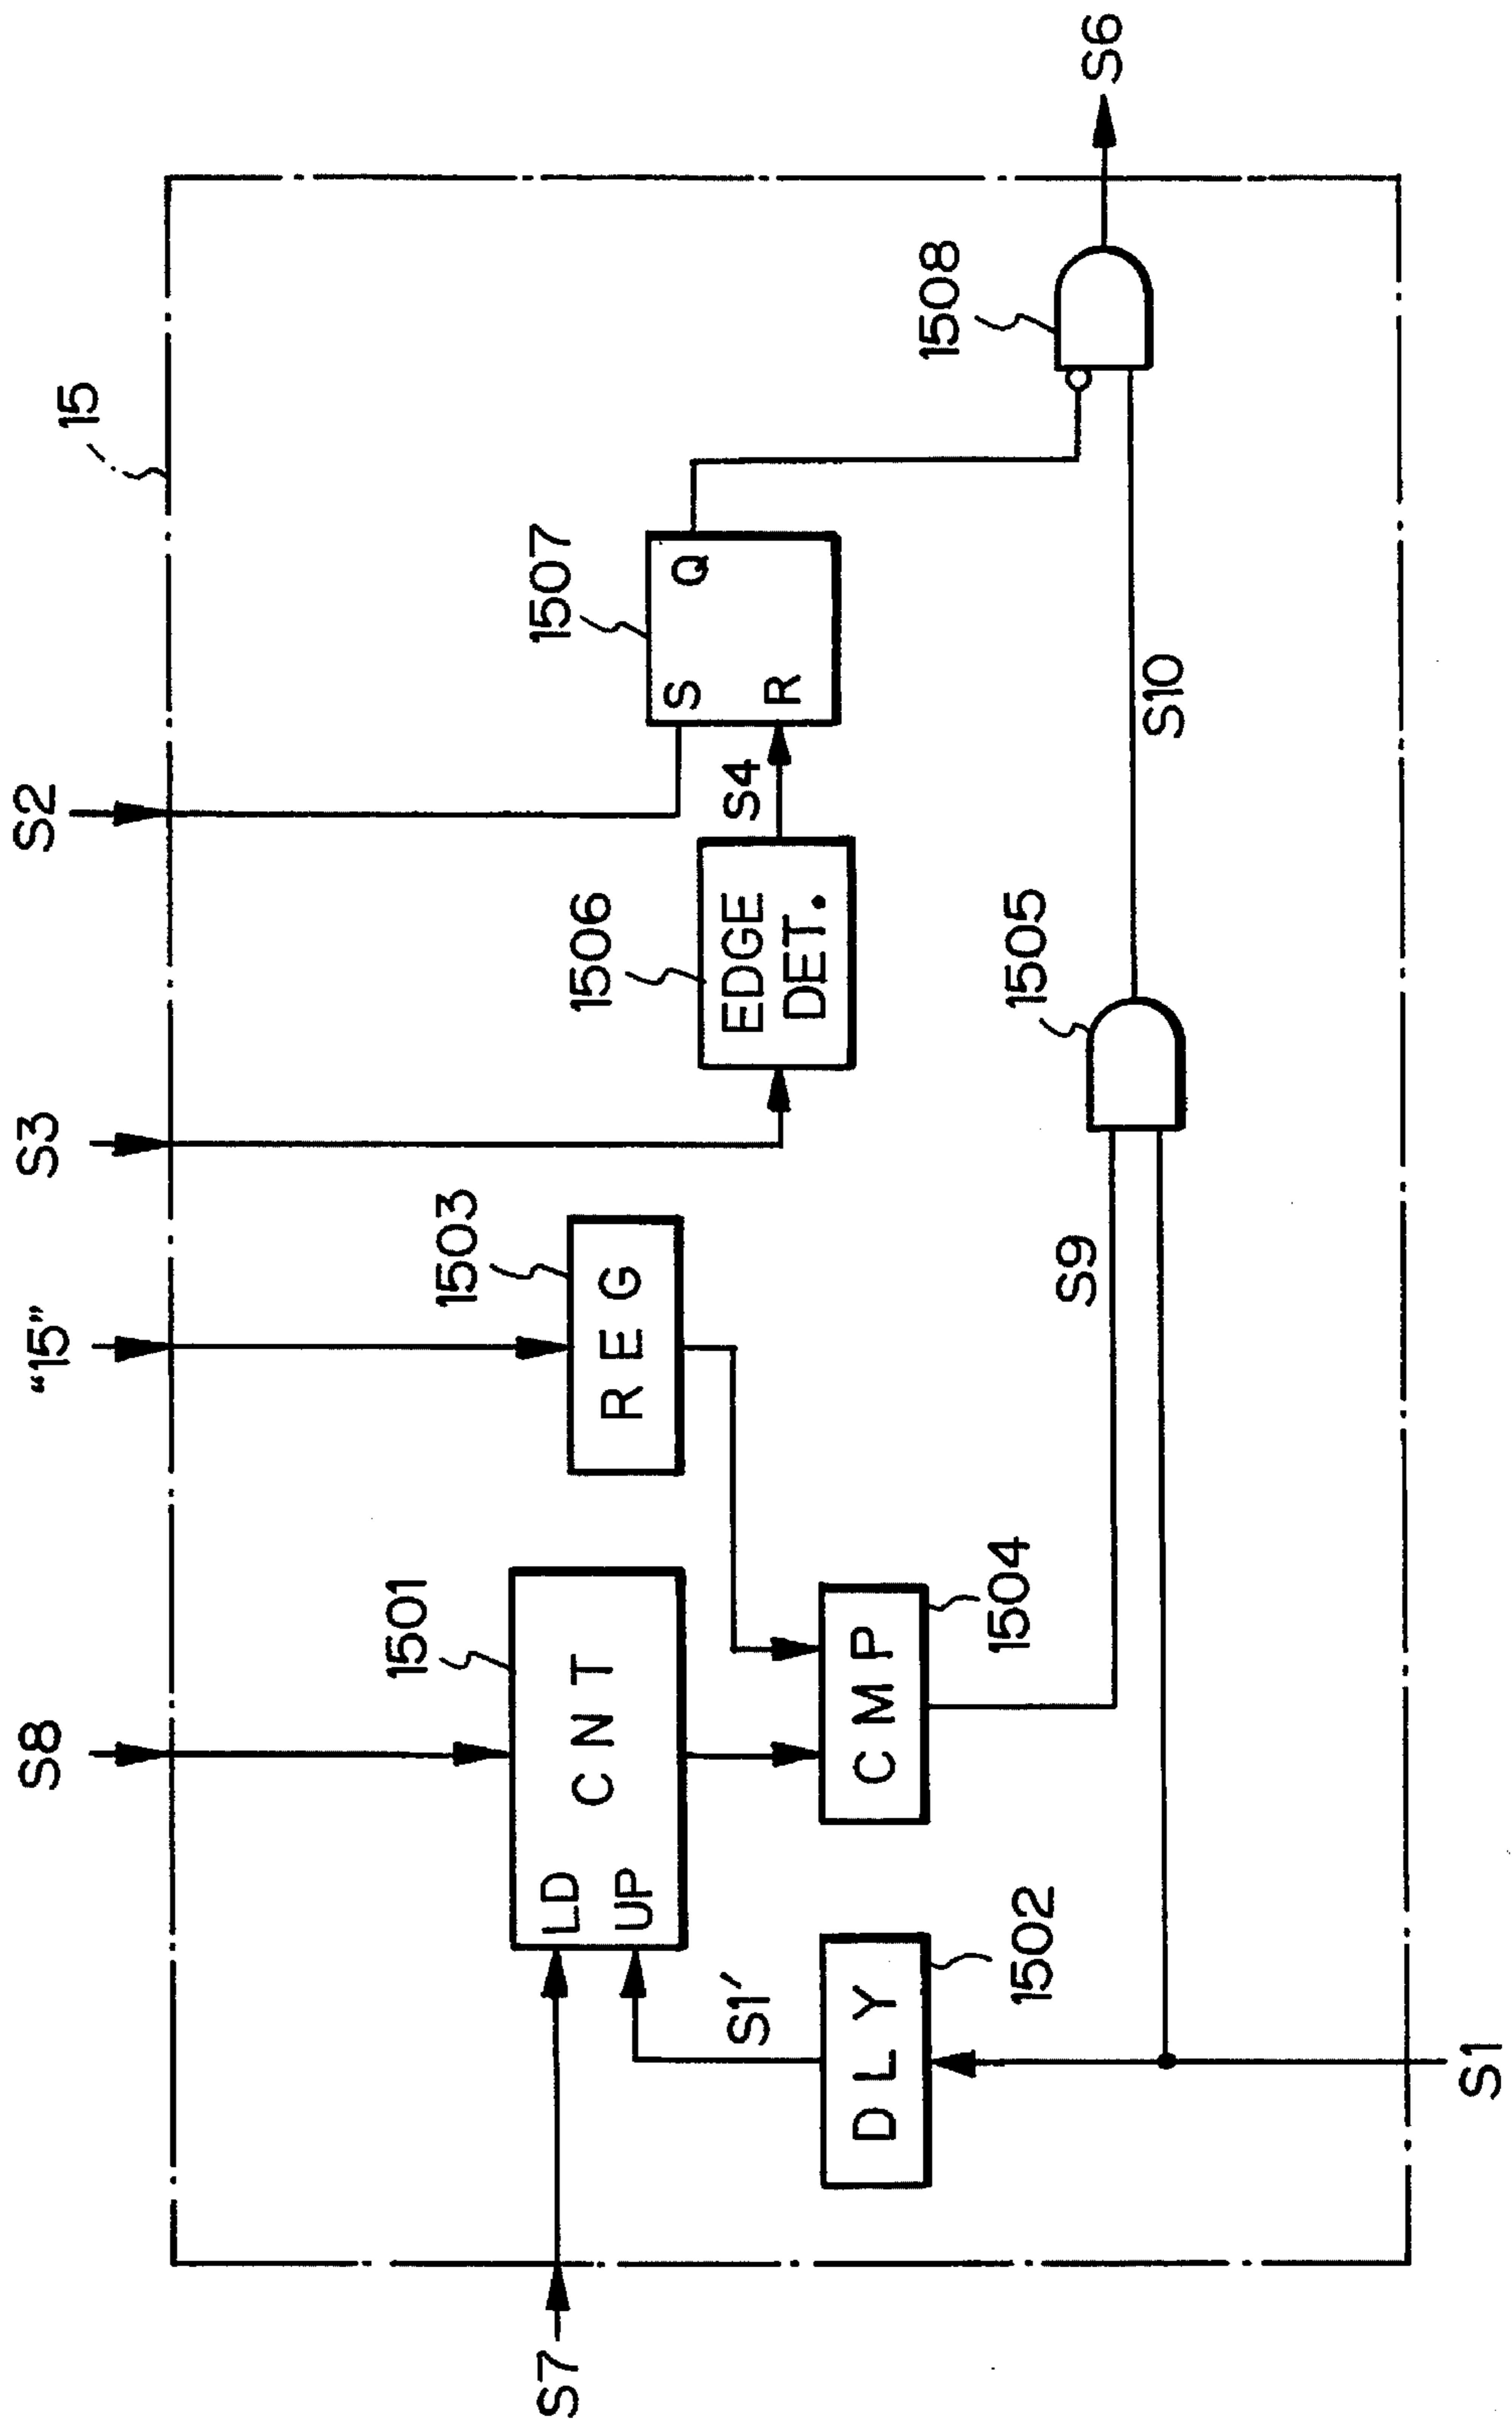 15
S8
"15"
S3
S2
1501
1503
1506
1507
S7
LD
CNT
UP
REG
EDGE
DET.
S4
S
Q
R
S1'
1508
S6
DLY
1502
CMP
1504
S9
1505
S10
S1